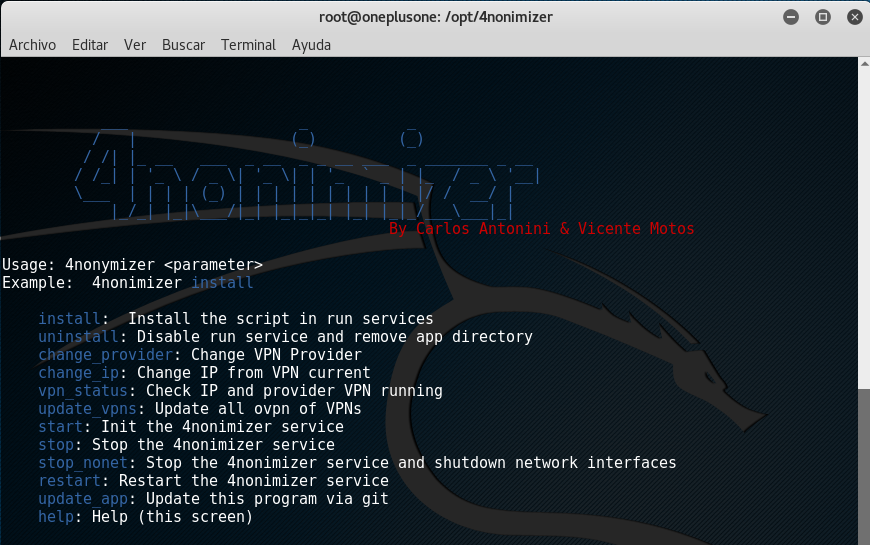 root@oneplusone: /opt/4nonimizer
Archivo Editar Ver Buscar Terminal Ayuda
4nonimizer
By Carlos Antonini & Vicente Motos
Usage: 4nonymizer <parameter>
Example:  4nonimizer install
install:  Install the script in run services
uninstall: Disable run service and remove app directory
change_provider: Change VPN Provider
change_ip: Change IP from VPN current
vpn_status: Check IP and provider VPN running
update_vpns: Update all ovpn of VPNs
start: Init the 4nonimizer service
stop: Stop the 4nonimizer service
stop_nonet: Stop the 4nonimizer service and shutdown network interfaces
restart: Restart the 4nonimizer service
update_app: Update this program via git
help: Help (this screen)